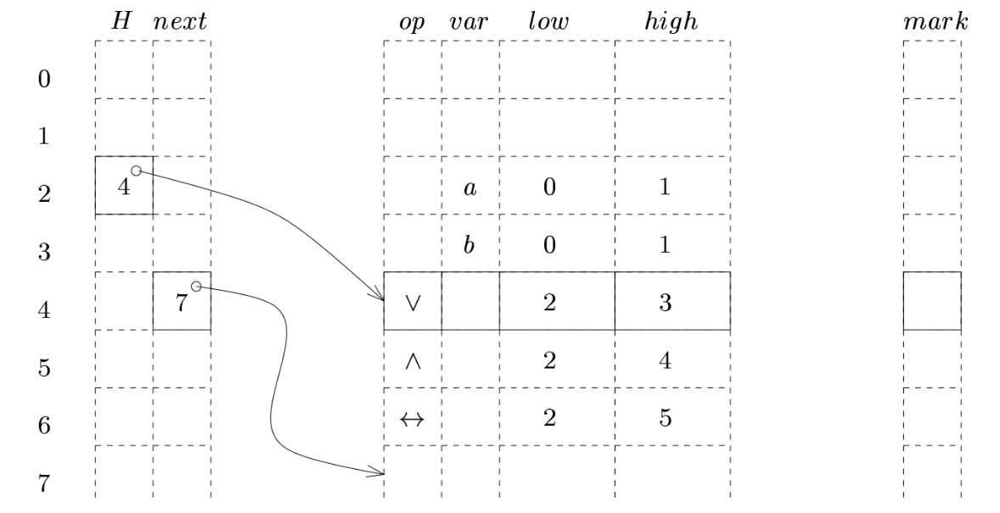 H next op var low high mark
0
1
2 4 a 0 1
3 b 0 1
4 7 ∨ 2 3
5 ∧ 2 4
6 ↔ 2 5
7